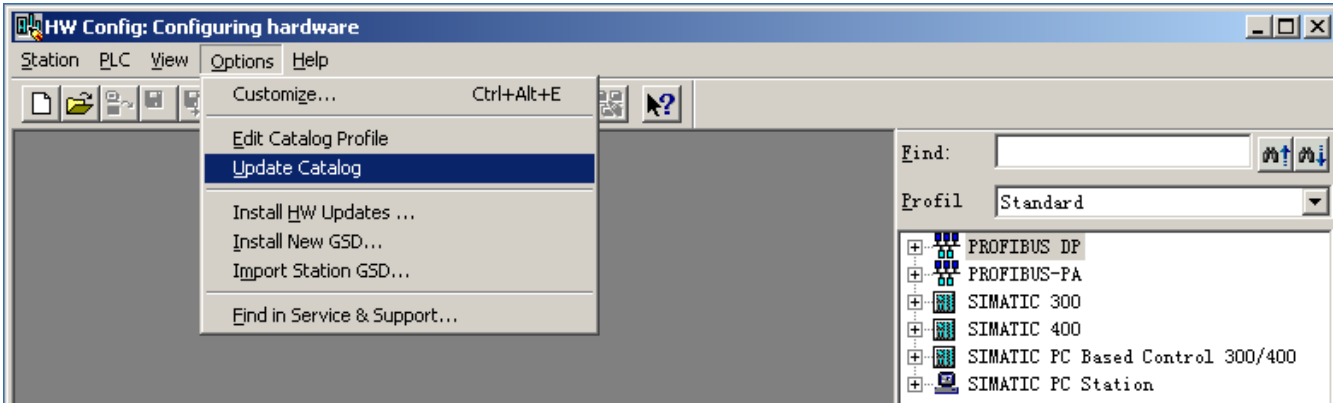 HW Config: Configuring hardware
Station PLC View Options Help
Customize... Ctrl+Alt+E
Edit Catalog Profile
Update Catalog
Install HW Updates ...
Install New GSD...
Import Station GSD...
Find in Service & Support...
Find:
Profil Standard
PROFIBUS DP
PROFIBUS-PA
SIMATIC 300
SIMATIC 400
SIMATIC PC Based Control 300/400
SIMATIC PC Station